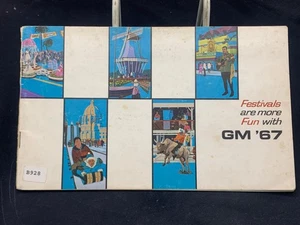 Festivals
are more
Fun with
GM '67
8928